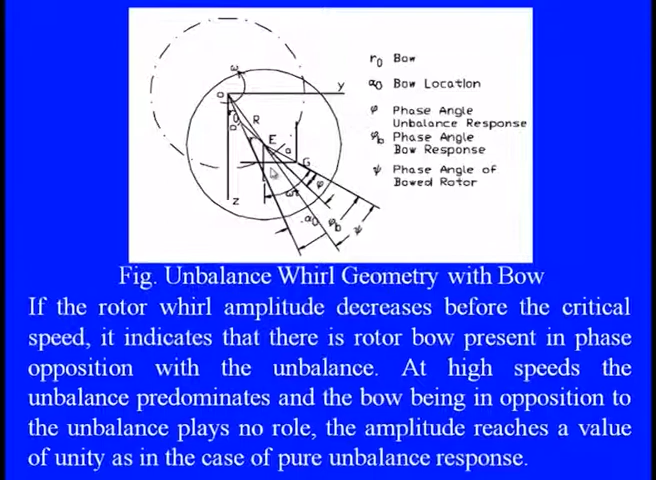 r0 Bow
α0 Bow Location
φ Phase Angle
Unbalance Response
φb Phase Angle
Bow Response
ψ Phase Angle of
Bowed Rotor
ω
O
Y
R
E
a
G
Z
ωt
φ
α0
φb
ψ
Fig. Unbalance Whirl Geometry with Bow
If the rotor whirl amplitude decreases before the critical
speed, it indicates that there is rotor bow present in phase
opposition with the unbalance. At high speeds the
unbalance predominates and the bow being in opposition to
the unbalance plays no role, the amplitude reaches a value
of unity as in the case of pure unbalance response.